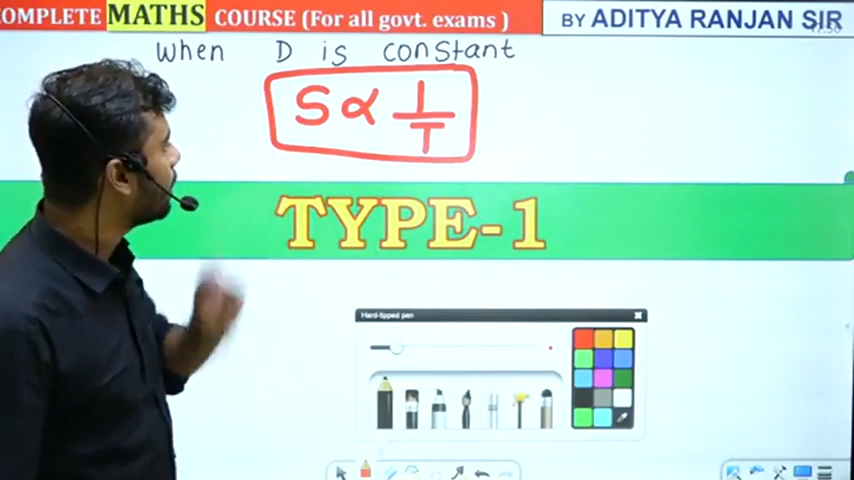 COMPLETE MATHS COURSE (For all govt. exams )
BY ADITYA RANJAN SIR
when D is constant
S ∝ 1/T
TYPE-1
Hard-tipped pen